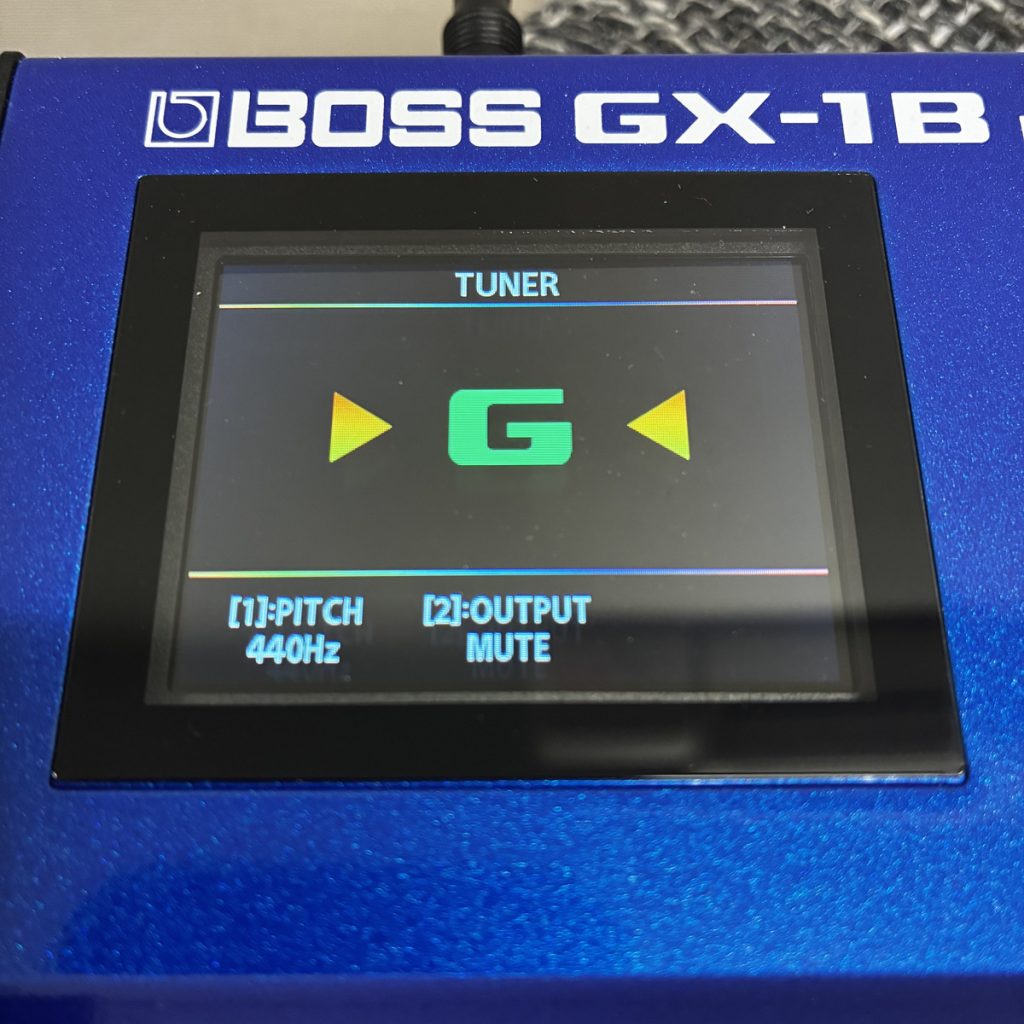 BOSS GX-1B
TUNER
G
[1]:PITCH [2]:OUTPUT
440Hz MUTE